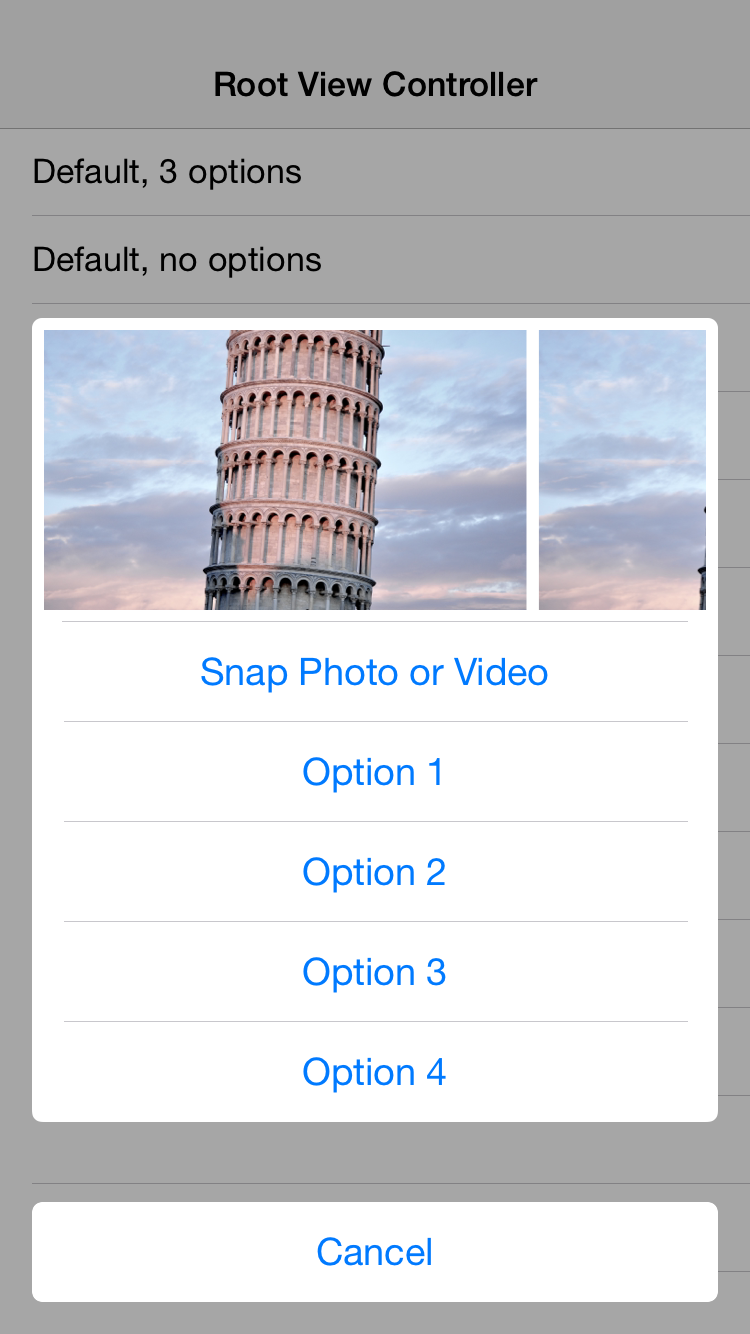 Root View Controller
Default, 3 options
Default, no options
Snap Photo or Video
Option 1
Option 2
Option 3
Option 4
Cancel